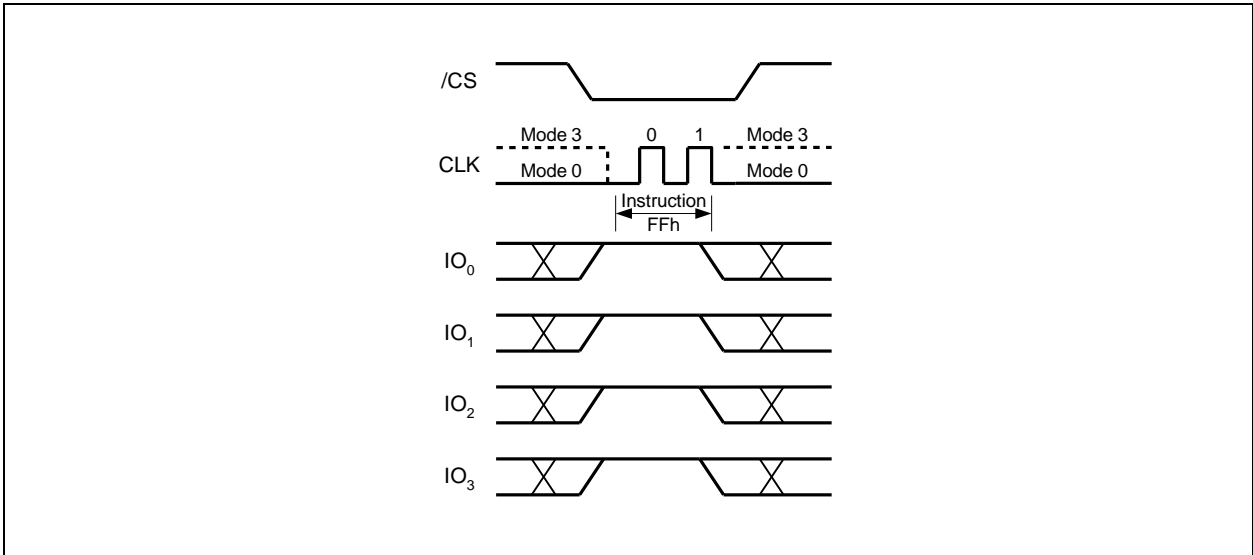 /CS
Mode 3 0 1 Mode 3
CLK
Mode 0 Mode 0
Instruction
FFh
IO₀
IO₁
IO₂
IO₃